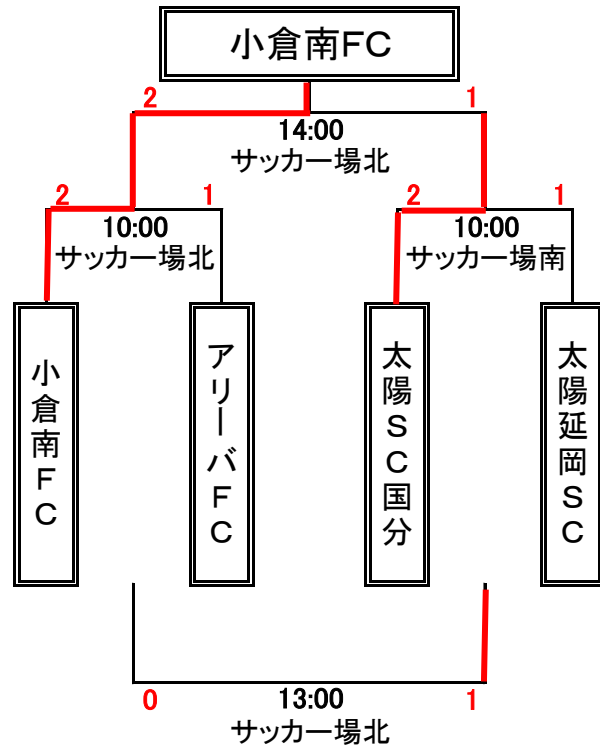 小倉南FC
2
1
14:00
サッカー場北
2
1
2
1
10:00
10:00
サッカー場北
サッカー場南
小倉南FC
アリーバFC
太陽SC国分
太陽延岡SC
0
13:00
1
サッカー場北